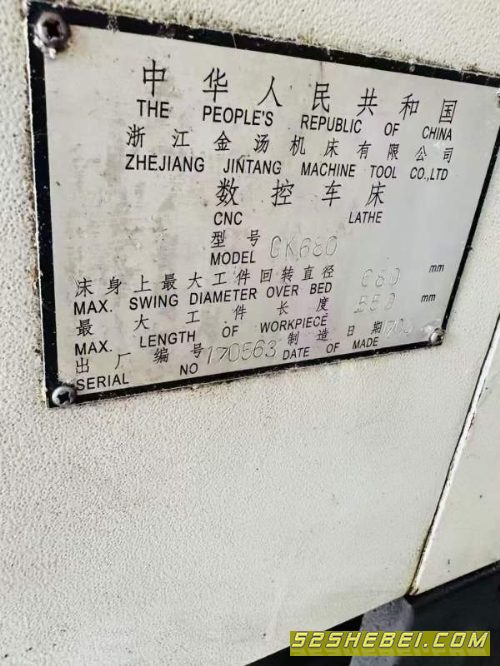 中华人民共和国
THE PEOPLE'S REPUBLIC OF CHINA
浙江金汤机床有限公司
ZHEJIANG JINTANG MACHINE TOOL CO.,LTD
数控车床
CNC LATHE
型号
MODEL CK680
床身上最大工件回转直径 680 mm
MAX. SWING DIAMETER OVER BED
最大工件长度 550 mm
MAX. LENGTH OF WORKPIECE
出厂编号 170563 制造日期
SERIAL NO DATE OF MADE
52SHEBEI.COM